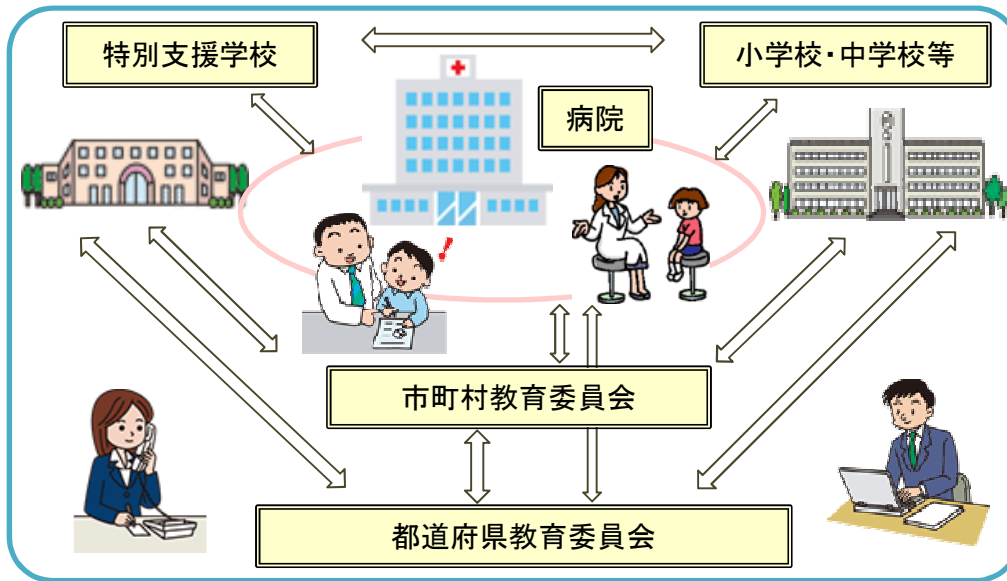 特別支援学校
小学校・中学校等
病院
市町村教育委員会
都道府県教育委員会